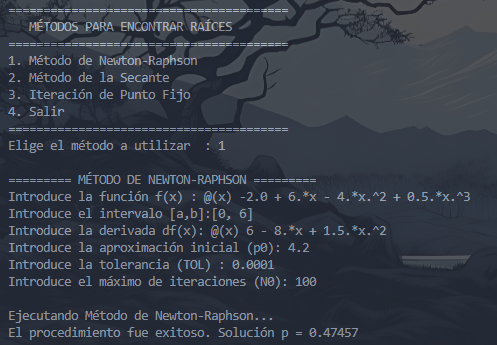 ========================================
MÉTODOS PARA ENCONTRAR RAÍCES
========================================
1. Método de Newton-Raphson
2. Método de la Secante
3. Iteración de Punto Fijo
4. Salir
========================================
Elige el método a utilizar  : 1
========= MÉTODO DE NEWTON-RAPHSON =========
Introduce la función f(x) : @(x) -2.0 + 6.*x - 4.*x.^2 + 0.5.*x.^3
Introduce el intervalo [a,b]:[0, 6]
Introduce la derivada df(x): @(x) 6 - 8.*x + 1.5.*x.^2
Introduce la aproximación inicial (p0): 4.2
Introduce la tolerancia (TOL) : 0.0001
Introduce el máximo de iteraciones (N0): 100
Ejecutando Método de Newton-Raphson...
El procedimiento fue exitoso. Solución p = 0.47457